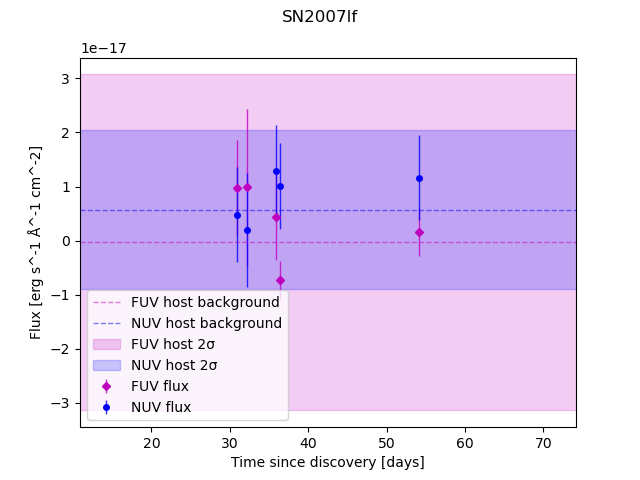 SN2007lf
1e−17
3
2
1
0
−1
−2
−3
Flux [erg s^-1 Å^-1 cm^-2]
FUV host background
NUV host background
FUV host 2σ
NUV host 2σ
FUV flux
NUV flux
20 30 40 50 60 70
Time since discovery [days]